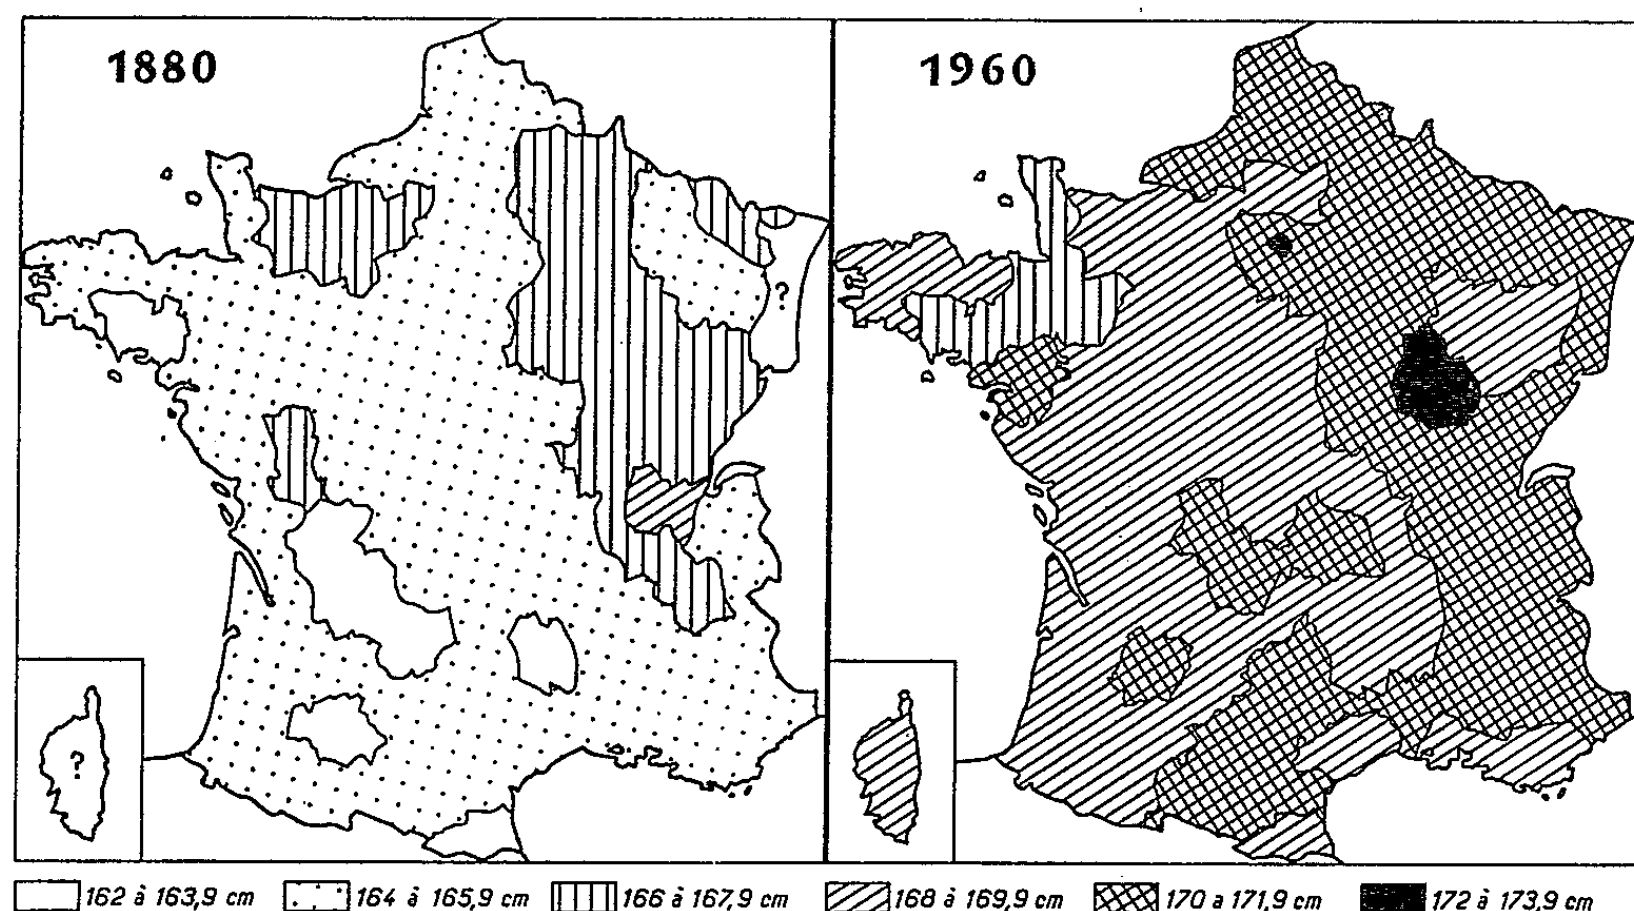 1880
1960
?
?
162 à 163,9 cm
164 à 165,9 cm
166 à 167,9 cm
168 à 169,9 cm
170 a 171,9 cm
172 à 173,9 cm